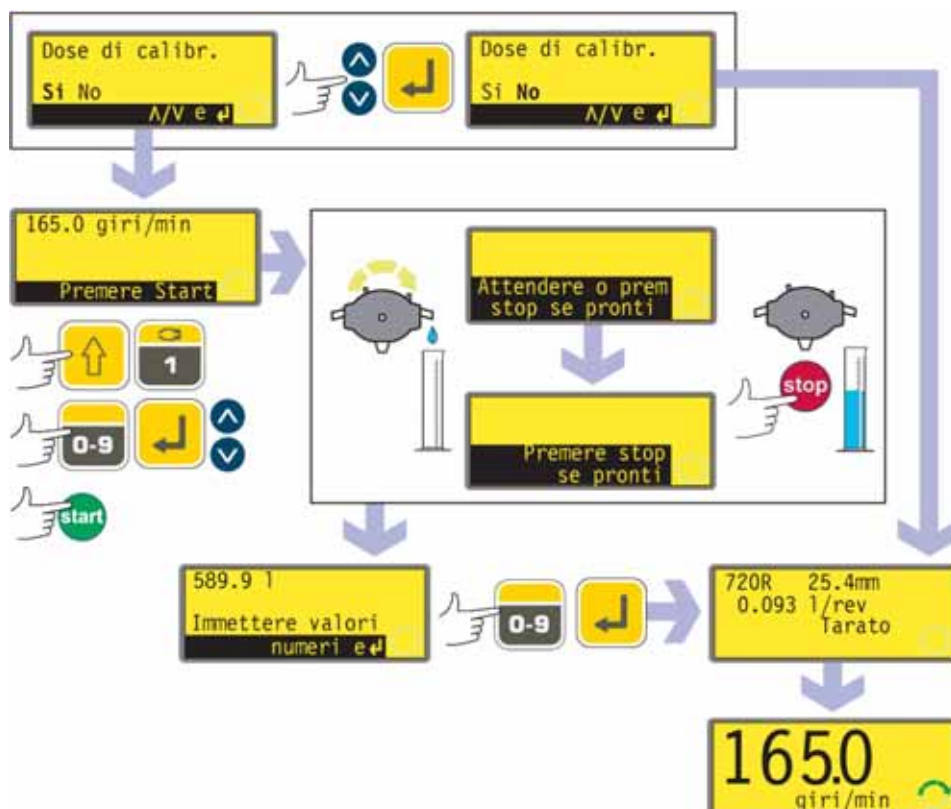 Dose di calibr.
Si No
Λ/V e ↲
Dose di calibr.
Si No
Λ/V e ↲
165.0 giri/min
Premere Start
1
0-9
start
Attendere o prem
stop se pronti
Premere stop
se pronti
stop
589.9 l
Immettere valori
numeri e↲
0-9
720R 25.4mm
0.093 l/rev
Tarato
165.0
giri/min